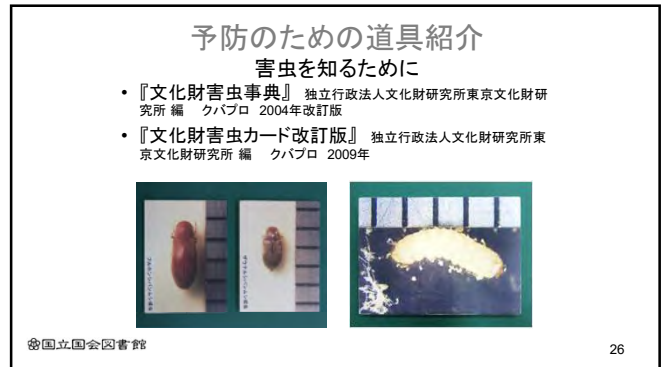 予防のための道具紹介
害虫を知るために
• 『文化財害虫事典』 独立行政法人文化財研究所東京文化財研
究所 編 クバプロ 2004年改訂版
• 『文化財害虫カード改訂版』 独立行政法人文化財研究所東
京文化財研究所 編 クバプロ 2009年
国立国会図書館
26